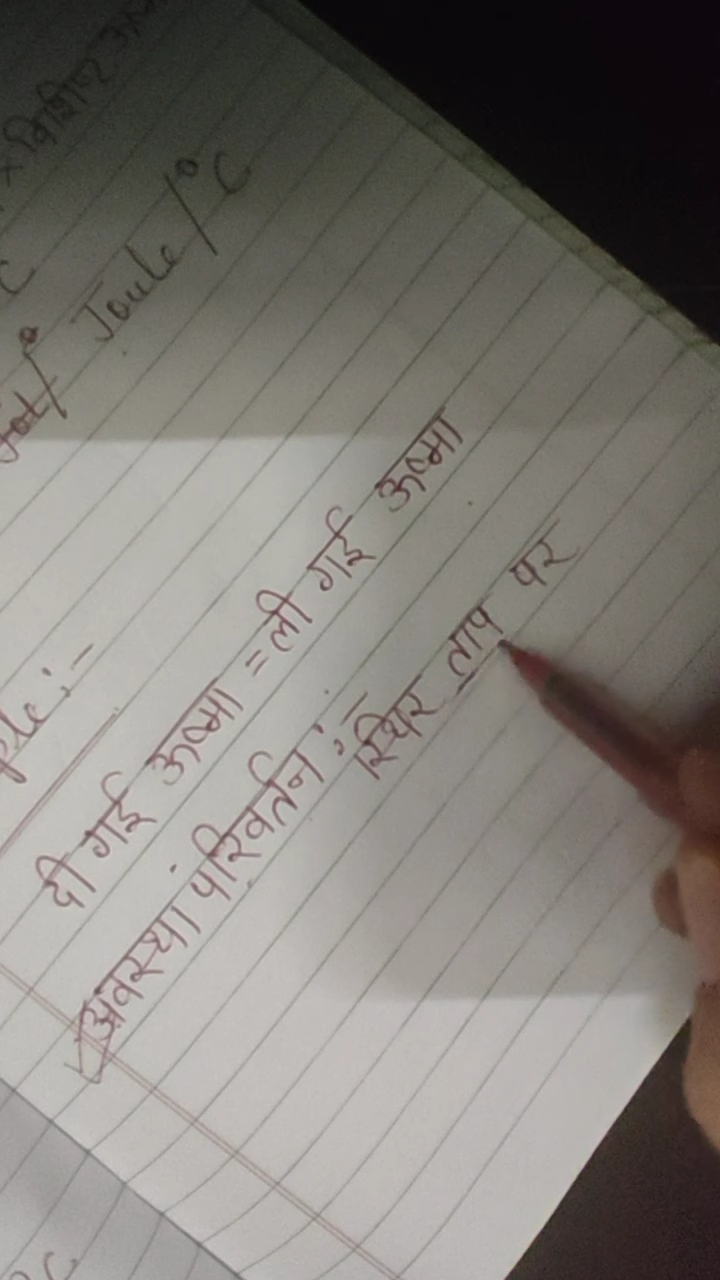 × विशिष्ट
C
Joule/°C
दी गई ऊष्मा = ली गई ऊष्मा
अवस्था परिवर्तन :-
स्थिर ताप पर